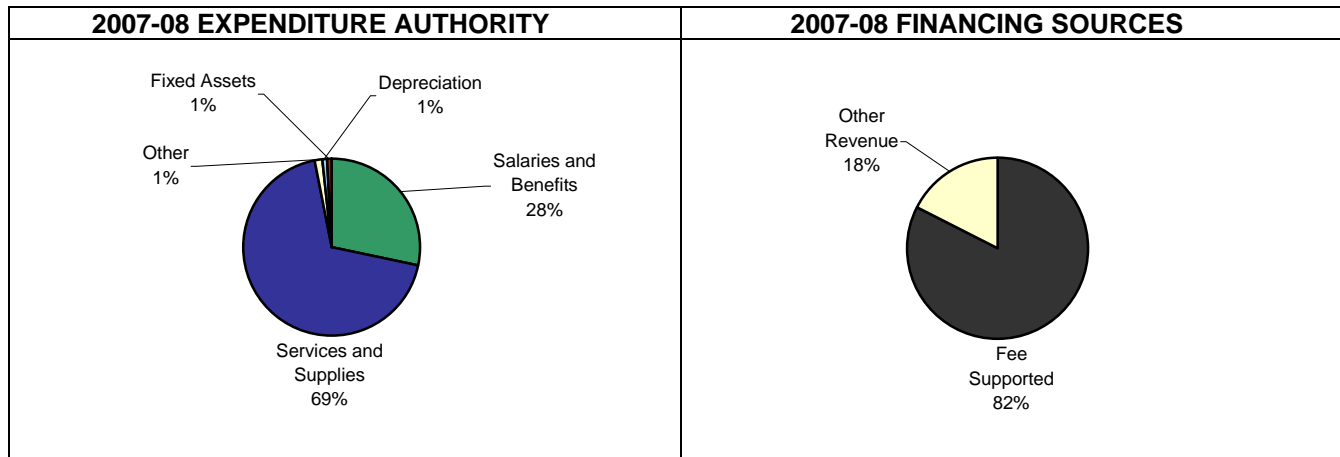 2007-08 EXPENDITURE AUTHORITY
Fixed Assets
1%
Depreciation
1%
Other
1%
Salaries and
Benefits
28%
Services and
Supplies
69%
2007-08 FINANCING SOURCES
Other
Revenue
18%
Fee
Supported
82%